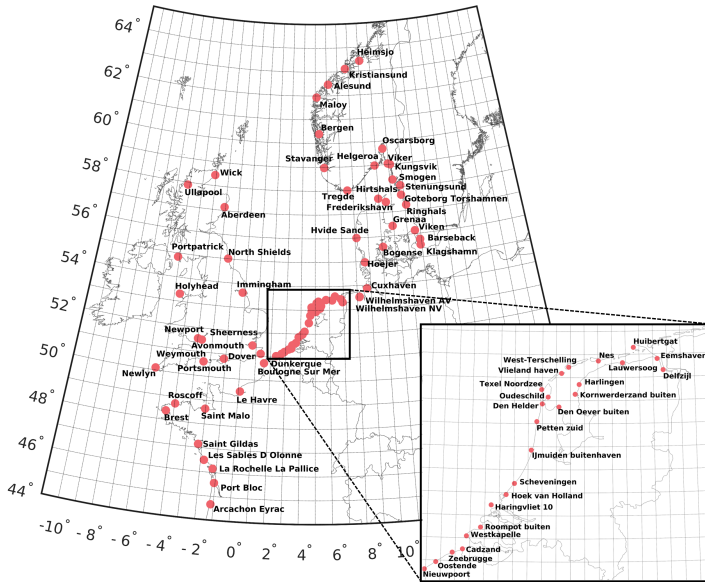 64°
62°
60°
58°
56°
54°
52°
50°
48°
46°
44°
-10°
- 8°
- 6°
- 4°
- 2°
0°
2°
4°
6°
8°
10
Heimsjo
Kristiansund
Alesund
Maloy
Bergen
Oscarsborg
Stavanger
Helgeroa
Viker
Kungsvik
Smogen
Stenungsund
Tregde
Hirtshals
Goteborg Torshamnen
Frederikshavn
Ringhals
Grenaa
Viken
Hvide Sande
Barseback
Bogense
Klagshamn
Hoejer
Wick
Ullapool
Aberdeen
Portpatrick
North Shields
Holyhead
Immingham
Cuxhaven
Wilhelmshaven AV
Wilhelmshaven NV
Newport
Sheerness
Avonmouth
Weymouth
Dover
Portsmouth
Dunkerque
Boulogne Sur Mer
Newlyn
Le Havre
Roscoff
Saint Malo
Brest
Saint Gildas
Les Sables D Olonne
La Rochelle La Pallice
Port Bloc
Arcachon Eyrac
Huibertgat
Nes
Eemshaven
West-Terschelling
Lauwersoog
Vlieland haven
Delfzijl
Texel Noordzee
Harlingen
Oudeschild
Kornwerderzand buiten
Den Helder
Den Oever buiten
Petten zuid
IJmuiden buitenhaven
Scheveningen
Hoek van Holland
Haringvliet 10
Roompot buiten
Westkapelle
Cadzand
Zeebrugge
Oostende
Nieuwpoort